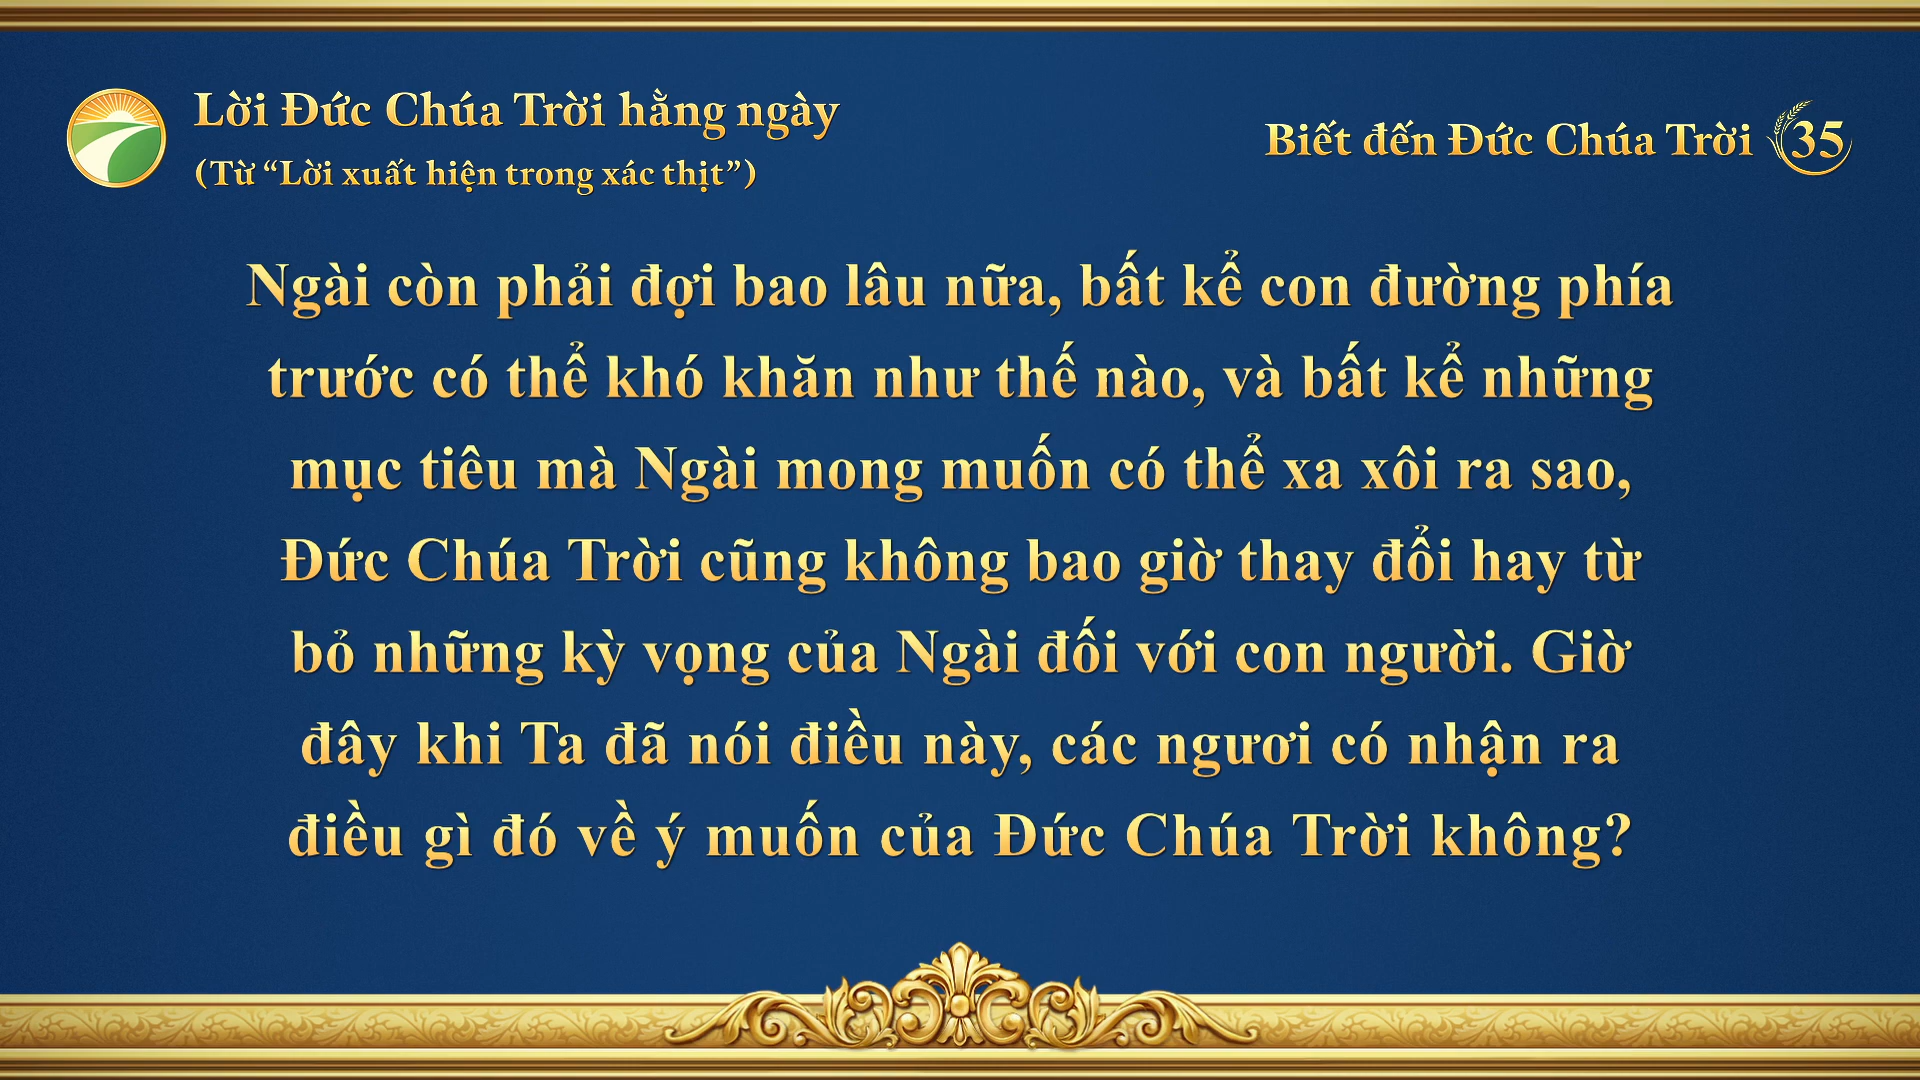 Lời Đức Chúa Trời hằng ngày
(Từ “Lời xuất hiện trong xác thịt”)
Biết đến Đức Chúa Trời 35
Ngài còn phải đợi bao lâu nữa, bất kể con đường phía
trước có thể khó khăn như thế nào, và bất kể những
mục tiêu mà Ngài mong muốn có thể xa xôi ra sao,
Đức Chúa Trời cũng không bao giờ thay đổi hay từ
bỏ những kỳ vọng của Ngài đối với con người. Giờ
đây khi Ta đã nói điều này, các ngươi có nhận ra
điều gì đó về ý muốn của Đức Chúa Trời không?